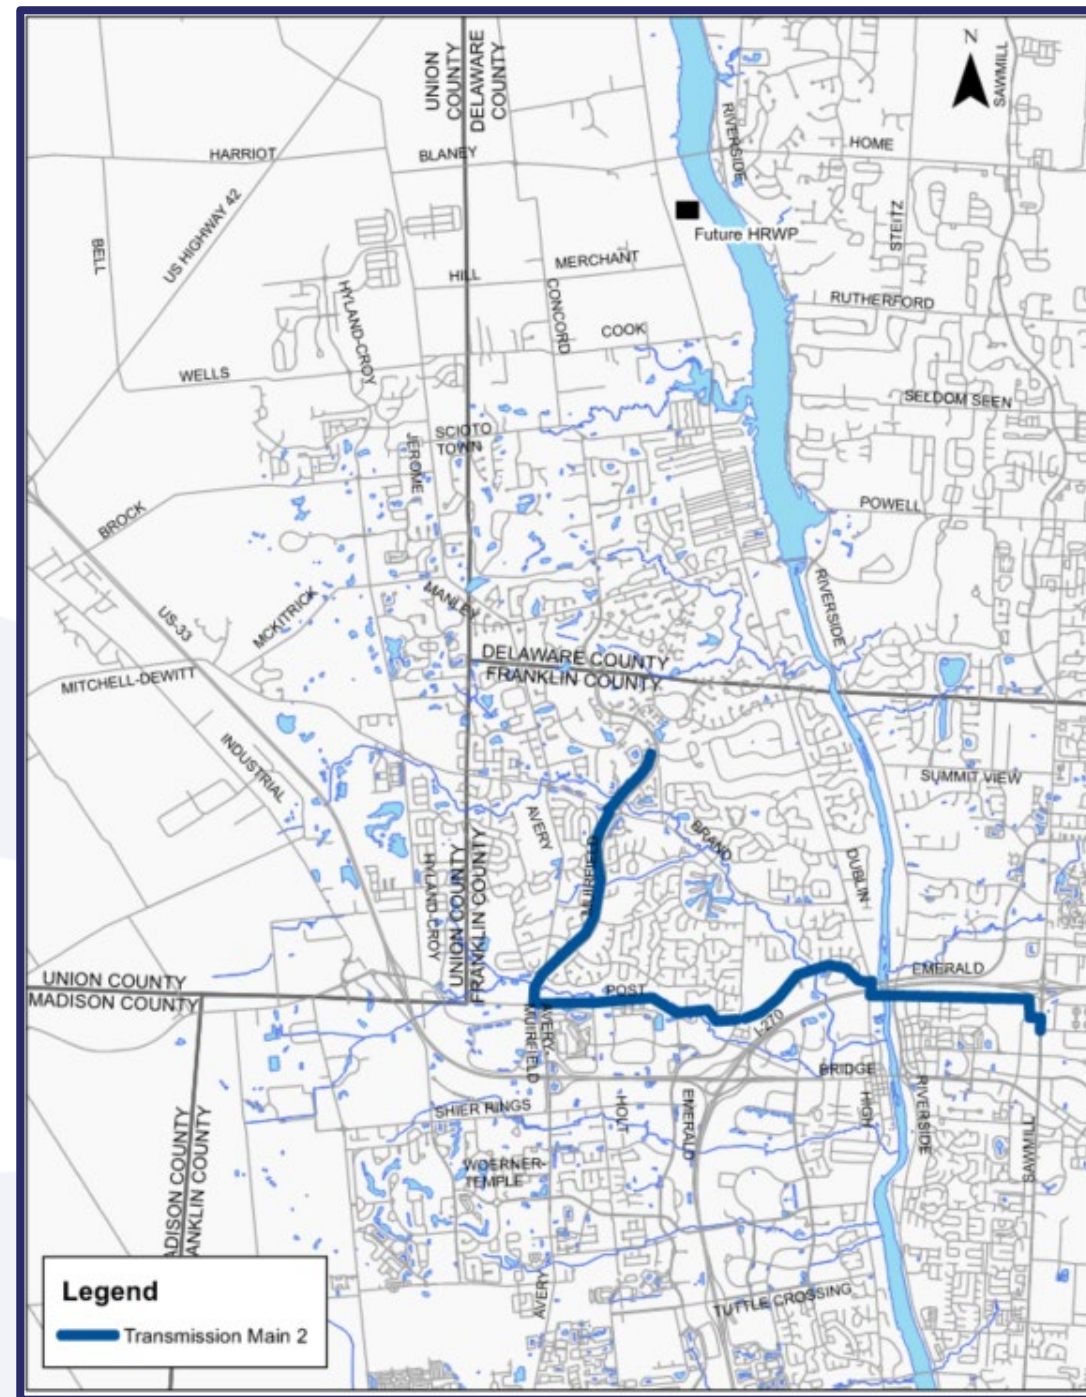 UNION COUNTY
DELAWARE COUNTY
N
SAWMILL
RIVERSIDE
HOME
HARRIOT
BLANEY
US HIGHWAY 42
BELL
STEITZ
Future HRWP
MERCHANT
HILL
HYLAND-CROY
CONCORD
RUTHERFORD
COOK
WELLS
SELDOM SEEN
SCIOTO
TOWN
JEROME
BROCK
POWELL
US-33
MCKITRICK
MANLEY
RIVERSIDE
DELAWARE COUNTY
FRANKLIN COUNTY
MITCHELL-DEWITT
INDUSTRIAL
SUMMIT VIEW
AVERY
MUIRFIELD
BRAND
DUBLIN
HYLAND-CROY
UNION COUNTY
FRANKLIN COUNTY
EMERALD
UNION COUNTY
MADISON COUNTY
POST
I-270
AVERY-
MUIRFIELD
BRIDGE
SHIER RINGS
HOLT
EMERALD
HIGH
RIVERSIDE
SAWMILL
WOERNER-
TEMPLE
ADISON COUNTY
ANKLIN COUNTY
AVERY
TUTTLE CROSSING
Legend
Transmission Main 2